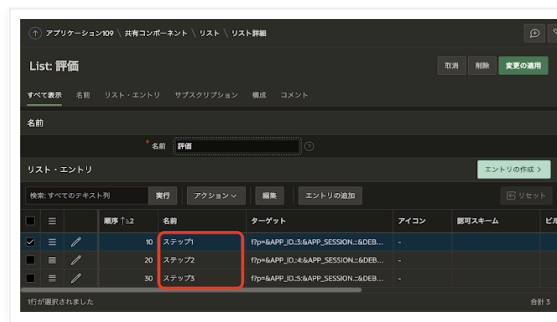 アプリケーション109 \ 共有コンポーネント \ リスト \ リスト詳細
List: 評価
取消 削除 変更の適用
すべて表示 名前 リスト・エントリ サブスクリプション 構成 コメント
名前
* 名前 評価
リスト・エントリ エントリの作成 >
検索: すべてのテキスト列 実行 アクション 編集 エントリの追加 リセット
順序 ↑≟2 名前 ターゲット アイコン 認可スキーム ビル
10 ステップ1 f?p=&APP_ID.:3:&APP_SESSION.::&DEB... -
20 ステップ2 f?p=&APP_ID.:4:&APP_SESSION.::&DEB... -
30 ステップ3 f?p=&APP_ID.:5:&APP_SESSION.::&DEB... -
1行が選択されました 合計 3